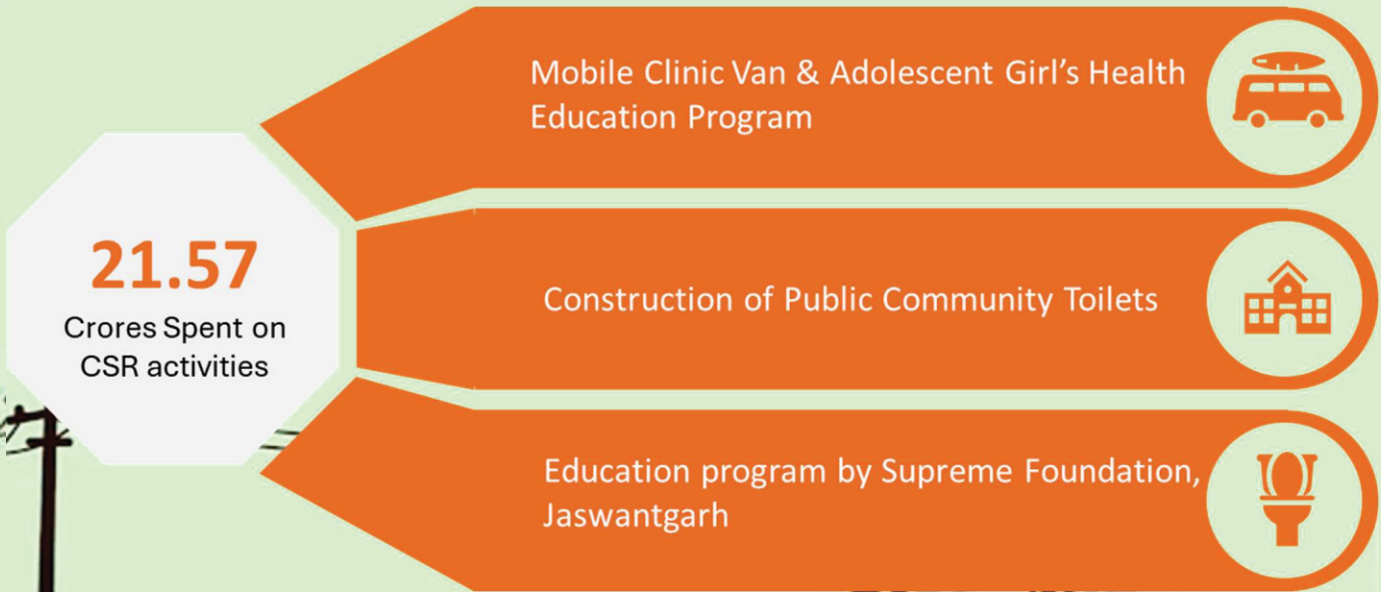 Mobile Clinic Van & Adolescent Girl's Health
Education Program
21.57
Crores Spent on
CSR activities
Construction of Public Community Toilets
Education program by Supreme Foundation,
Jaswantgarh